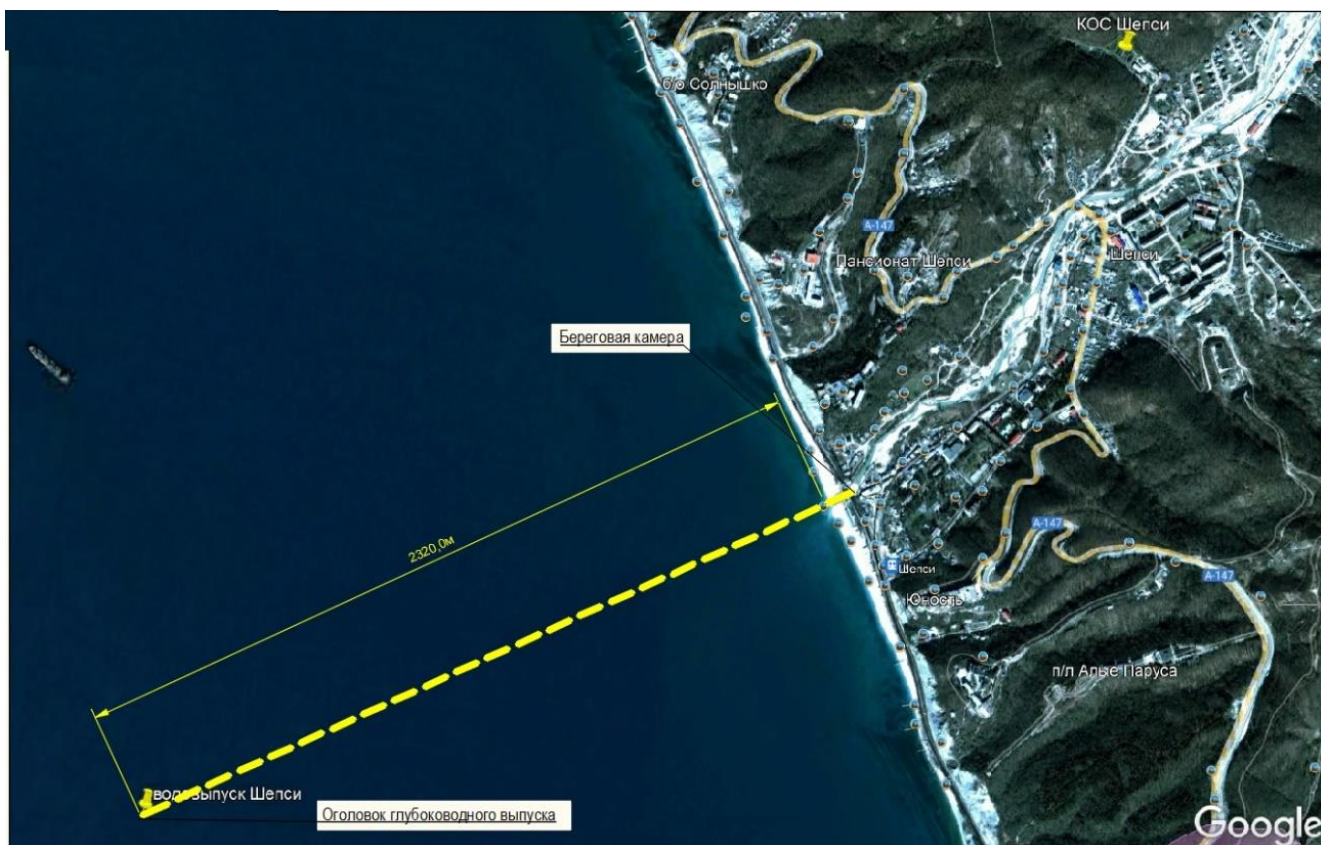 КОС Шепси
б/о Солнышко
А-147
Пансионат Шепси
Шепси
Береговая камера
2320,0м
А-147
Шепси
А-147
Юность
п/л Алые Паруса
водовыпуск Шепси
Оголовок глубоководного выпуска
Google